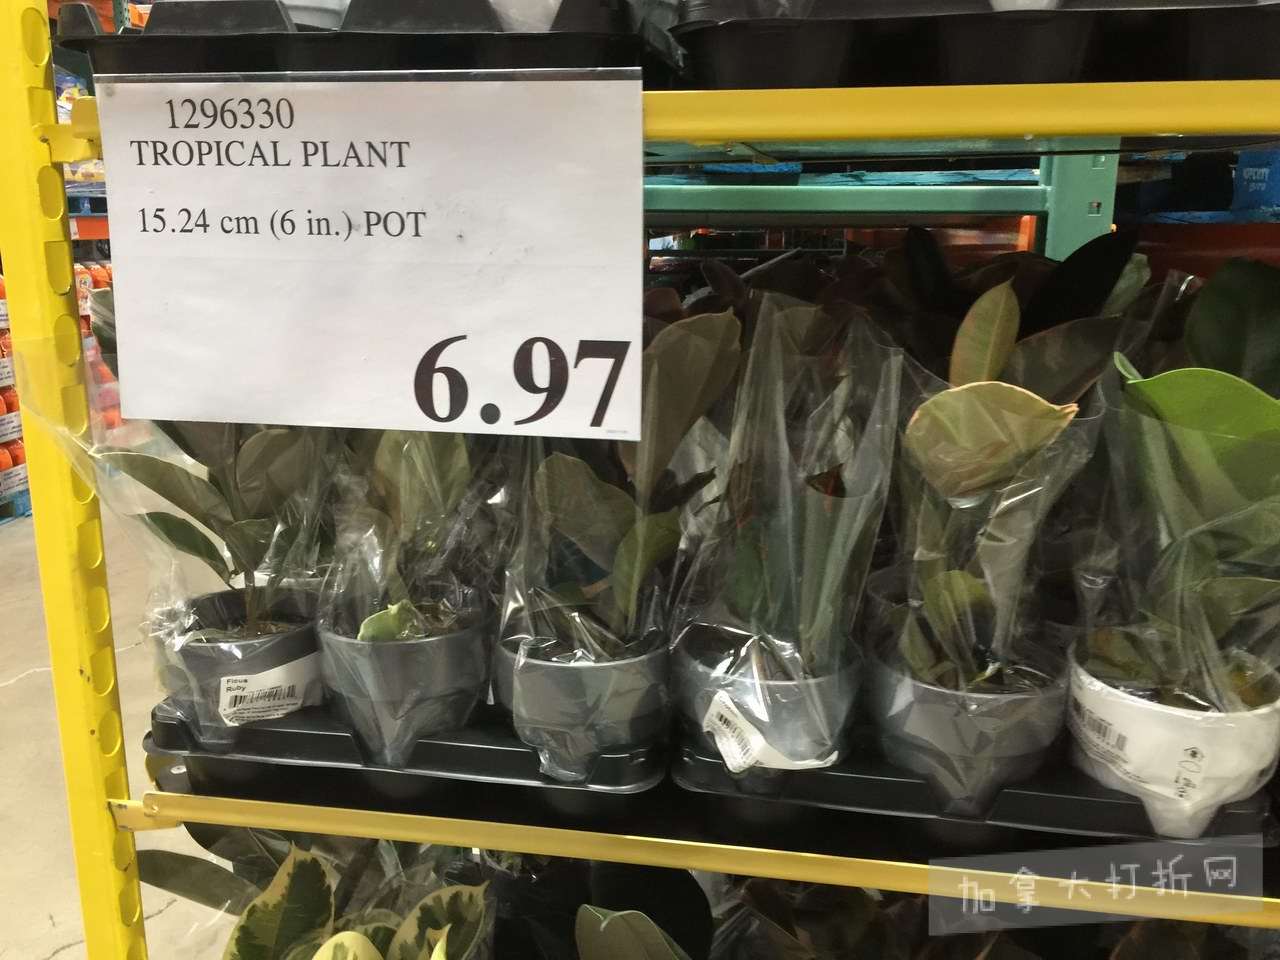 1296330
TROPICAL PLANT
15.24 cm (6 in.) POT
6.97
Ficus
Ruby
加拿大打折网